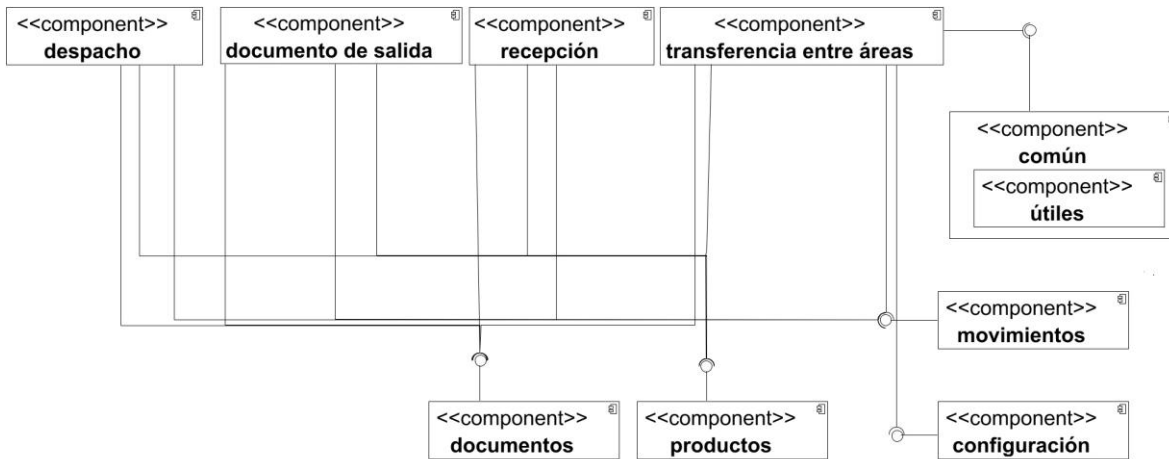 <<component>>
despacho
<<component>>
documento de salida
<<component>>
recepción
<<component>>
transferencia entre áreas
<<component>>
común
<<component>>
útiles
<<component>>
movimientos
<<component>>
documentos
<<component>>
productos
<<component>>
configuración